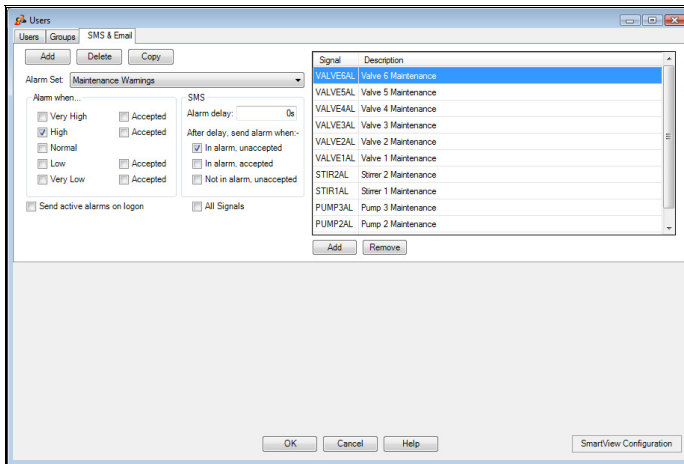 Users
Users Groups SMS & Email
Add Delete Copy
Alarm Set: Maintenance Warnings
Alarm when...
Very High Accepted
High Accepted
Normal
Low Accepted
Very Low Accepted
Send active alarms on logon
SMS
Alarm delay: 0s
After delay, send alarm when:-
In alarm, unaccepted
In alarm, accepted
Not in alarm, unaccepted
All Signals
Signal Description
VALVE6AL Valve 6 Maintenance
VALVE5AL Valve 5 Maintenance
VALVE4AL Valve 4 Maintenance
VALVE3AL Valve 3 Maintenance
VALVE2AL Valve 2 Maintenance
VALVE1AL Valve 1 Maintenance
STIR2AL Stirrer 2 Maintenance
STIR1AL Stirrer 1 Maintenance
PUMP3AL Pump 3 Maintenance
PUMP2AL Pump 2 Maintenance
Add Remove
OK Cancel Help SmartView Configuration